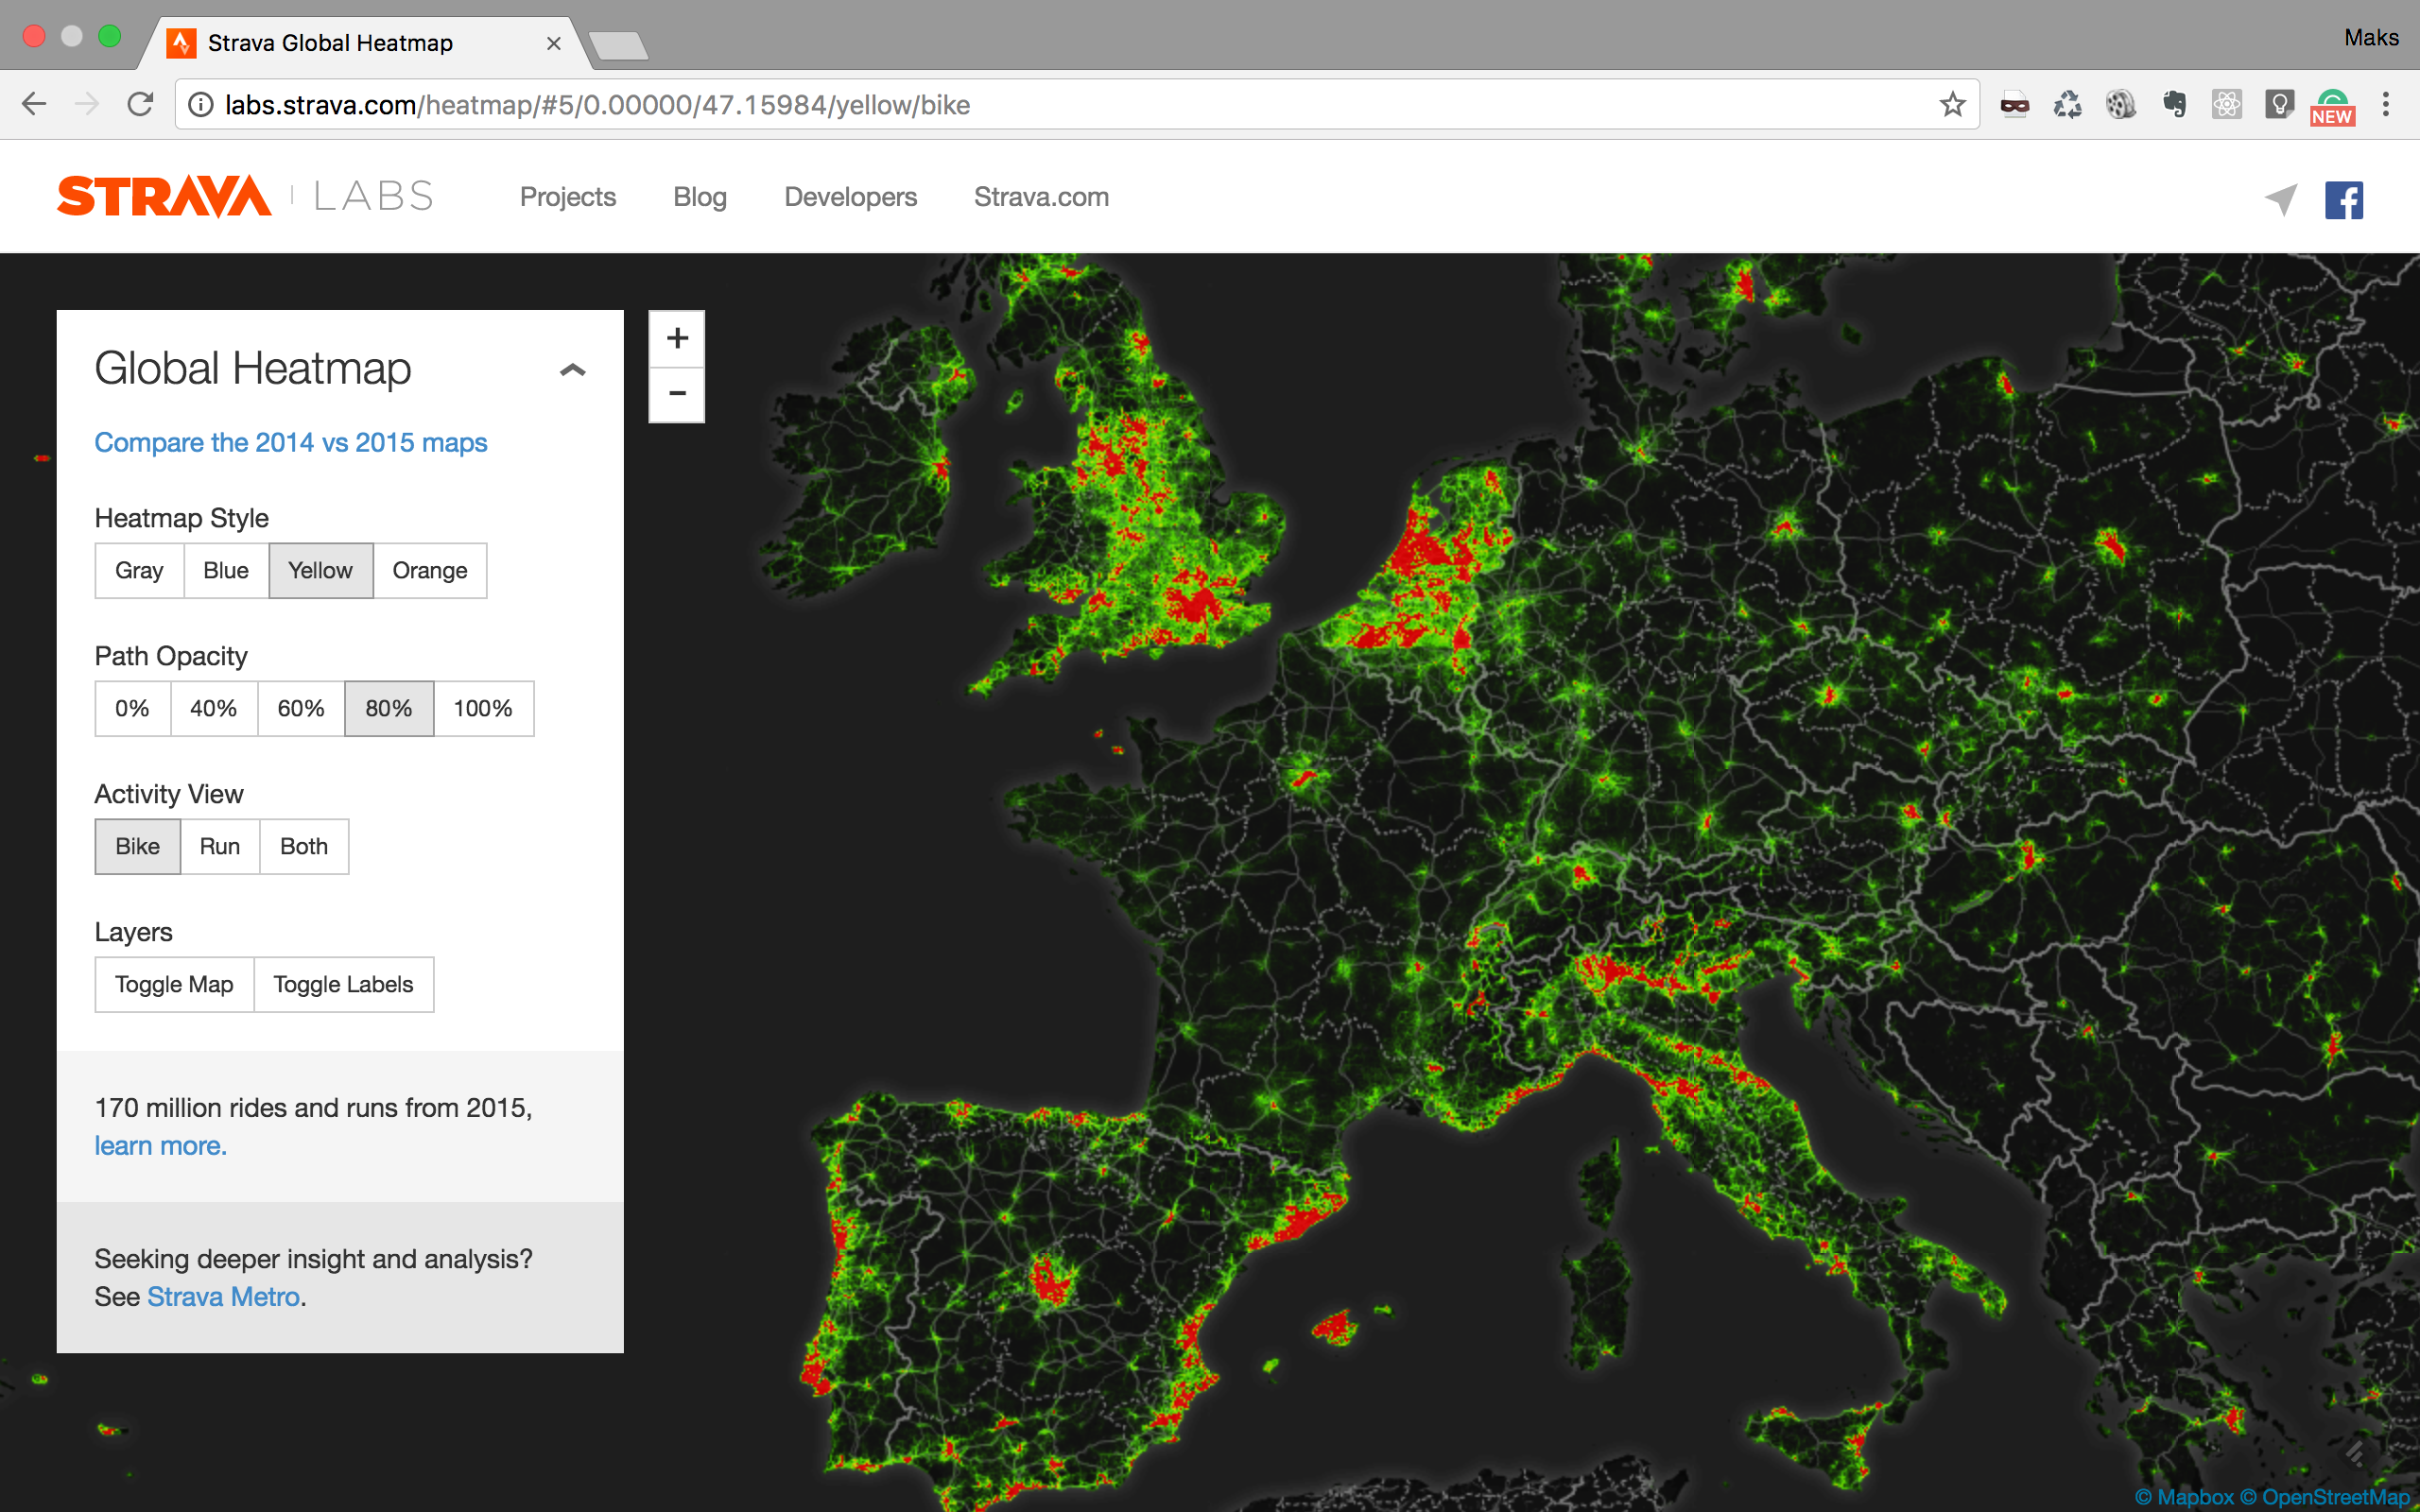 Strava Global Heatmap
Maks
labs.strava.com/heatmap/#5/0.00000/47.15984/yellow/bike
NEW
STRAVA LABS
Projects Blog Developers Strava.com
Global Heatmap
Compare the 2014 vs 2015 maps
Heatmap Style
Gray Blue Yellow Orange
Path Opacity
0% 40% 60% 80% 100%
Activity View
Bike Run Both
Layers
Toggle Map Toggle Labels
170 million rides and runs from 2015,
learn more.
Seeking deeper insight and analysis?
See Strava Metro.
+
−
© Mapbox © OpenStreetMap